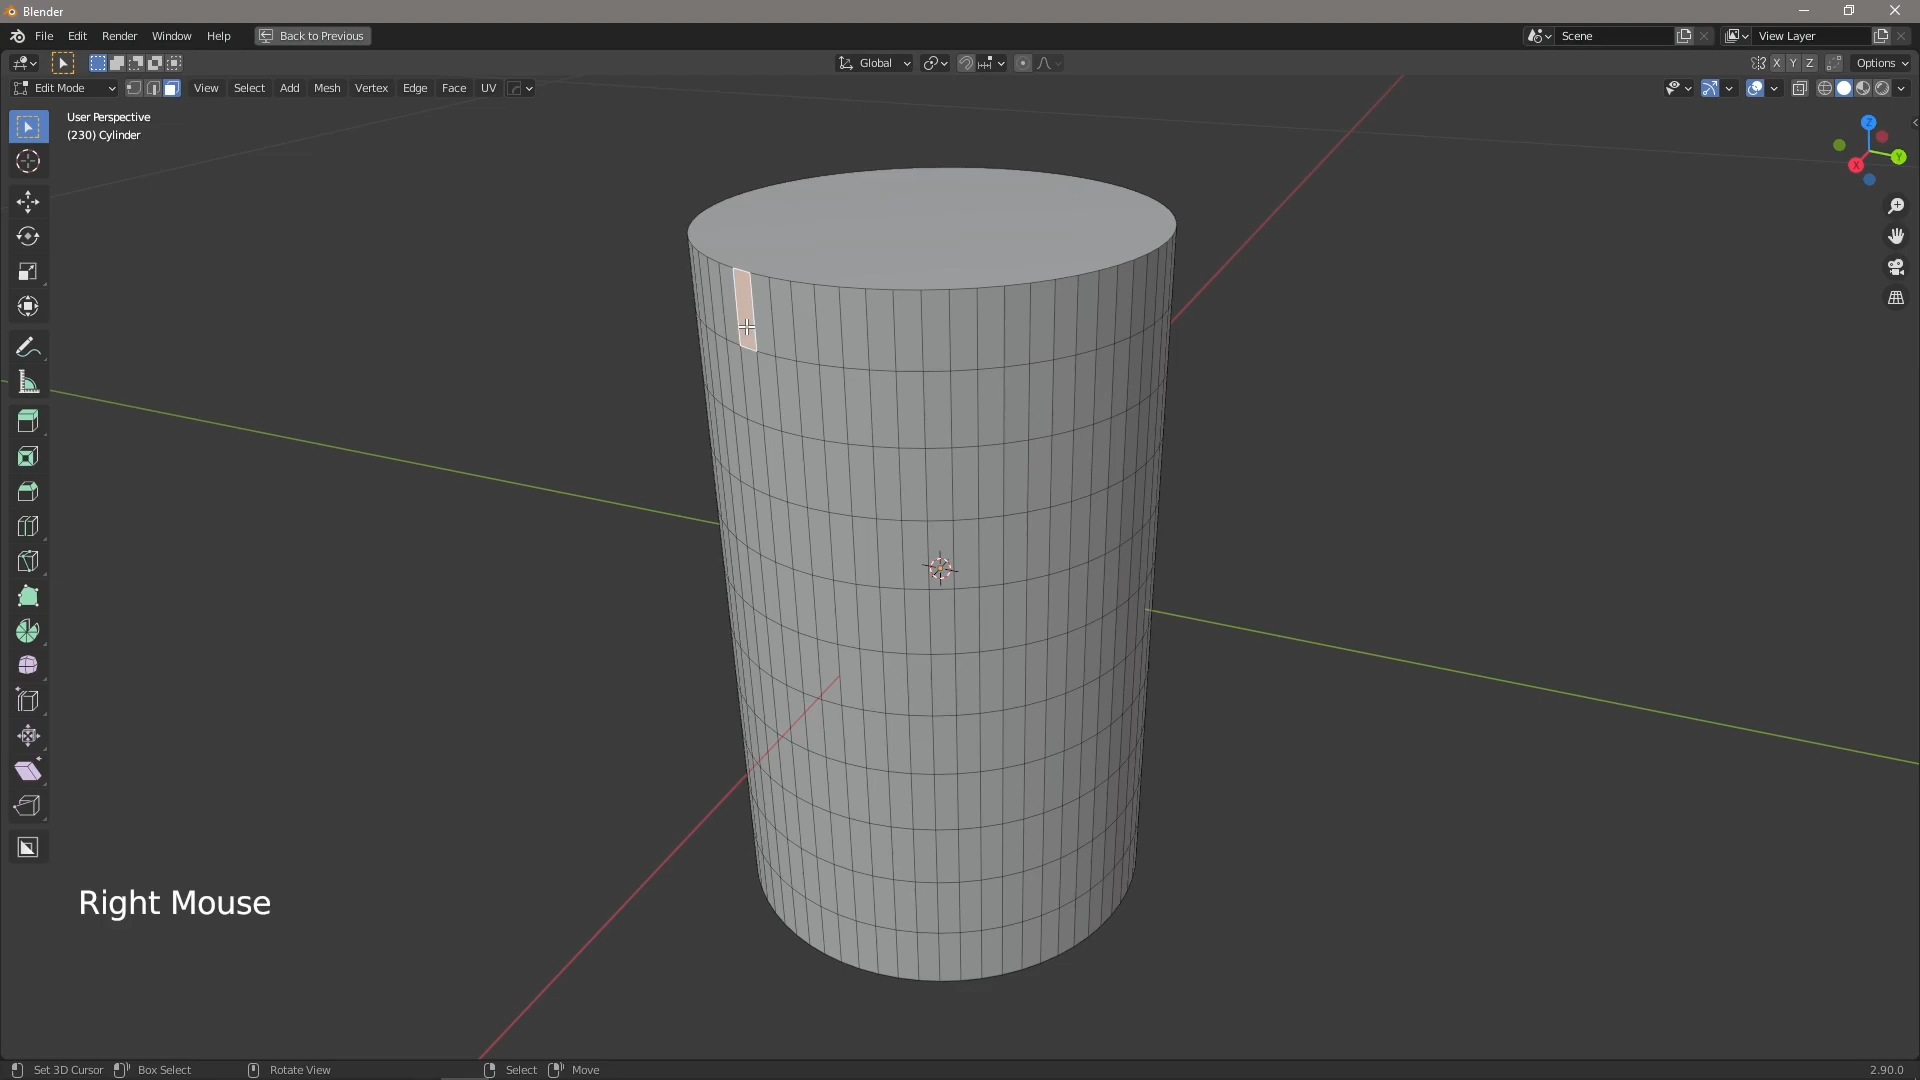 Blender
File Edit Render Window Help Back to Previous Scene View Layer
Global X Y Z Options
Edit Mode View Select Add Mesh Vertex Edge Face UV
User Perspective
(230) Cylinder
Z
Y
X
Right Mouse
Set 3D Cursor Box Select Rotate View Select Move 2.90.0